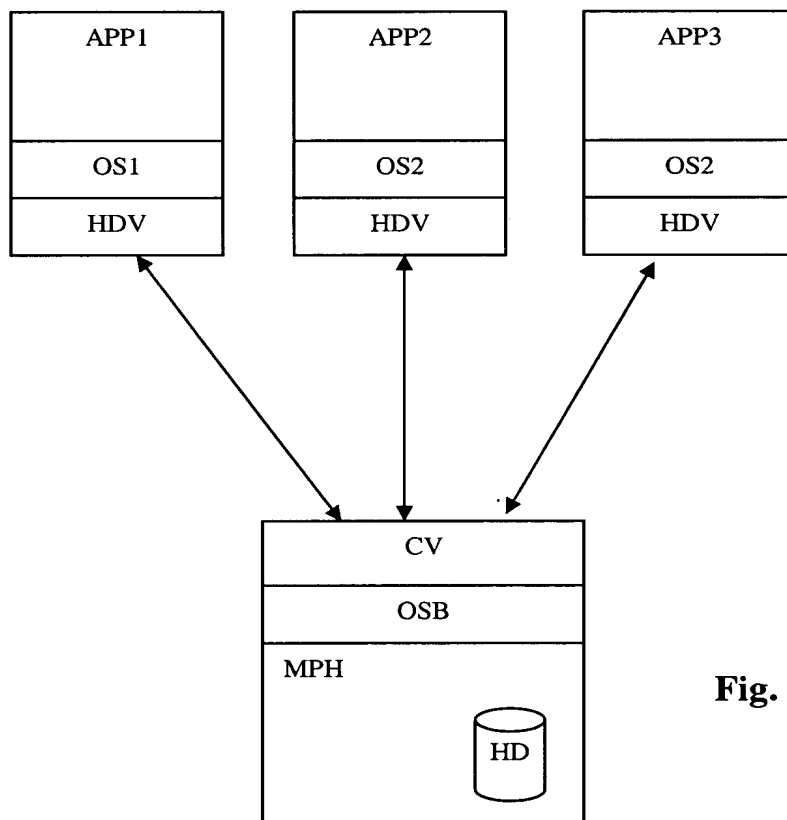 APP1 APP2 APP3
OS1 OS2 OS2
HDV HDV HDV
CV
OSB
MPH
HD
Fig.